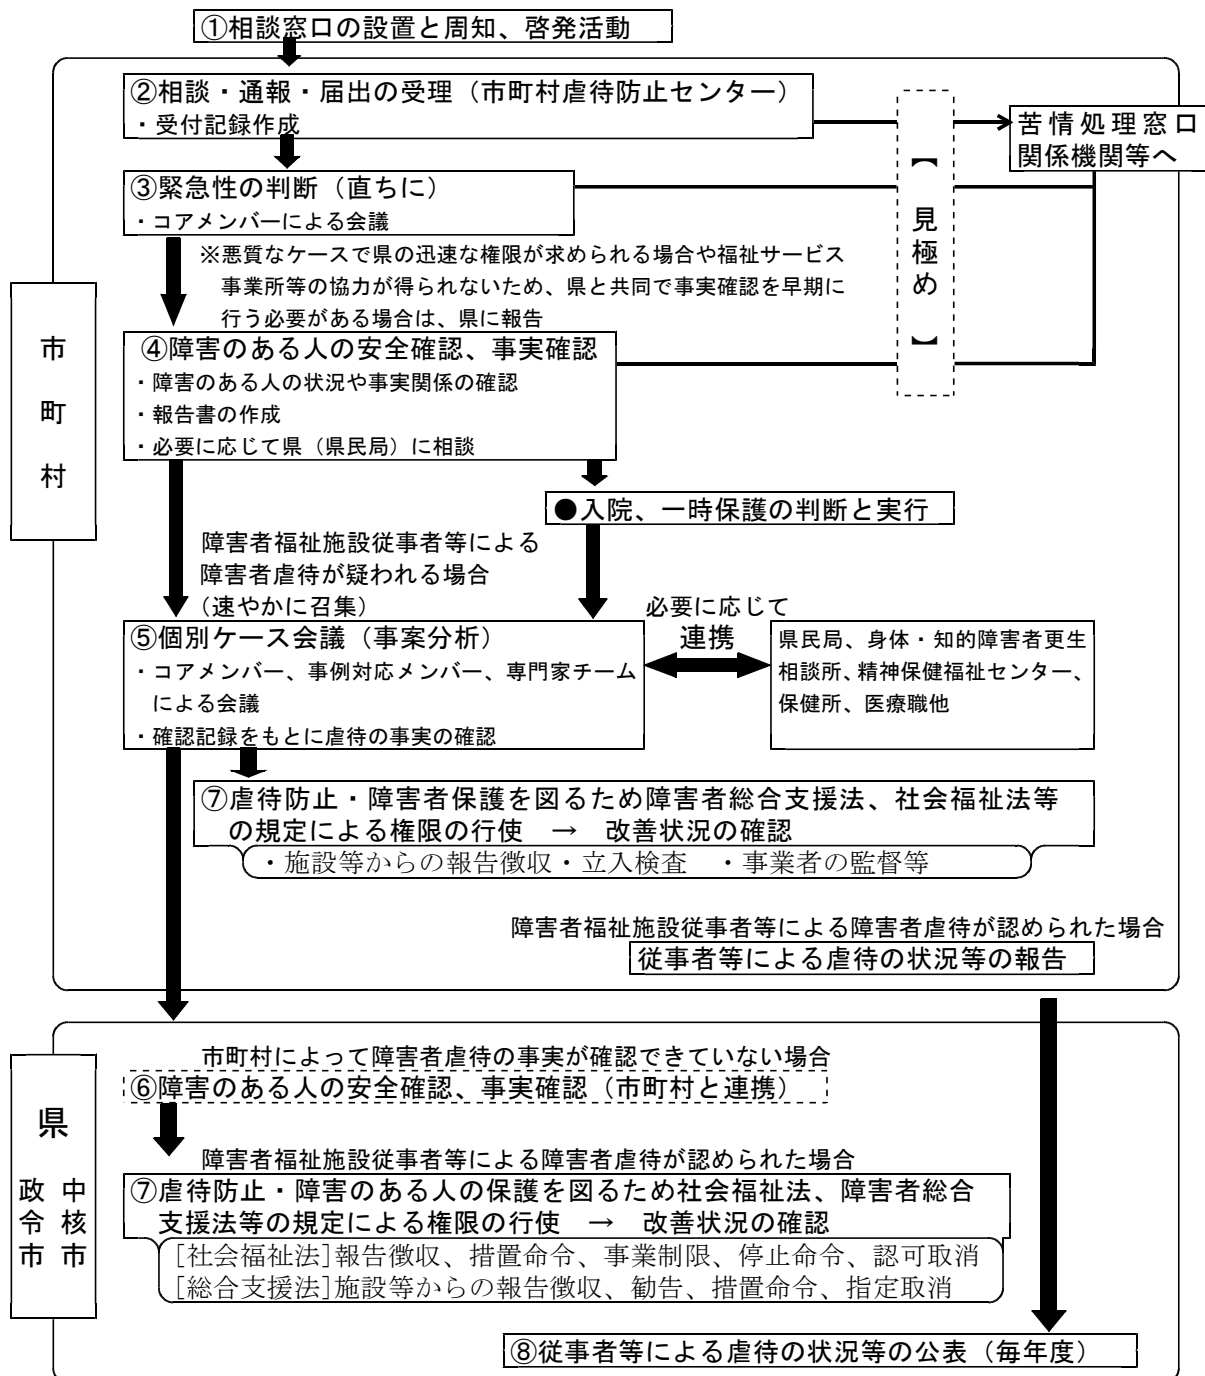 ①相談窓口の設置と周知、啓発活動
②相談・通報・届出の受理（市町村虐待防止センター）
・受付記録作成
苦情処理窓口
関係機関等へ
【見極め】
③緊急性の判断（直ちに）
・コアメンバーによる会議
※悪質なケースで県の迅速な権限が求められる場合や福祉サービス
事業所等の協力が得られないため、県と共同で事実確認を早期に
行う必要がある場合は、県に報告
市町村
④障害のある人の安全確認、事実確認
・障害のある人の状況や事実関係の確認
・報告書の作成
・必要に応じて県（県民局）に相談
●入院、一時保護の判断と実行
障害者福祉施設従事者等による
障害者虐待が疑われる場合
（速やかに召集）
必要に応じて
連携
⑤個別ケース会議（事案分析）
・コアメンバー、事例対応メンバー、専門家チーム
による会議
・確認記録をもとに虐待の事実の確認
県民局、身体・知的障害者更生
相談所、精神保健福祉センター、
保健所、医療職他
⑦虐待防止・障害者保護を図るため障害者総合支援法、社会福祉法等
の規定による権限の行使　→　改善状況の確認
・施設等からの報告徴収・立入検査　・事業者の監督等
障害者福祉施設従事者等による障害者虐待が認められた場合
従事者等による虐待の状況等の報告
県
政令市
中核市
市町村によって障害者虐待の事実が確認できていない場合
⑥障害のある人の安全確認、事実確認（市町村と連携）
障害者福祉施設従事者等による障害者虐待が認められた場合
⑦虐待防止・障害のある人の保護を図るため社会福祉法、障害者総合
支援法等の規定による権限の行使　→　改善状況の確認
[社会福祉法]報告徴収、措置命令、事業制限、停止命令、認可取消
[総合支援法]施設等からの報告徴収、勧告、措置命令、指定取消
⑧従事者等による虐待の状況等の公表（毎年度）